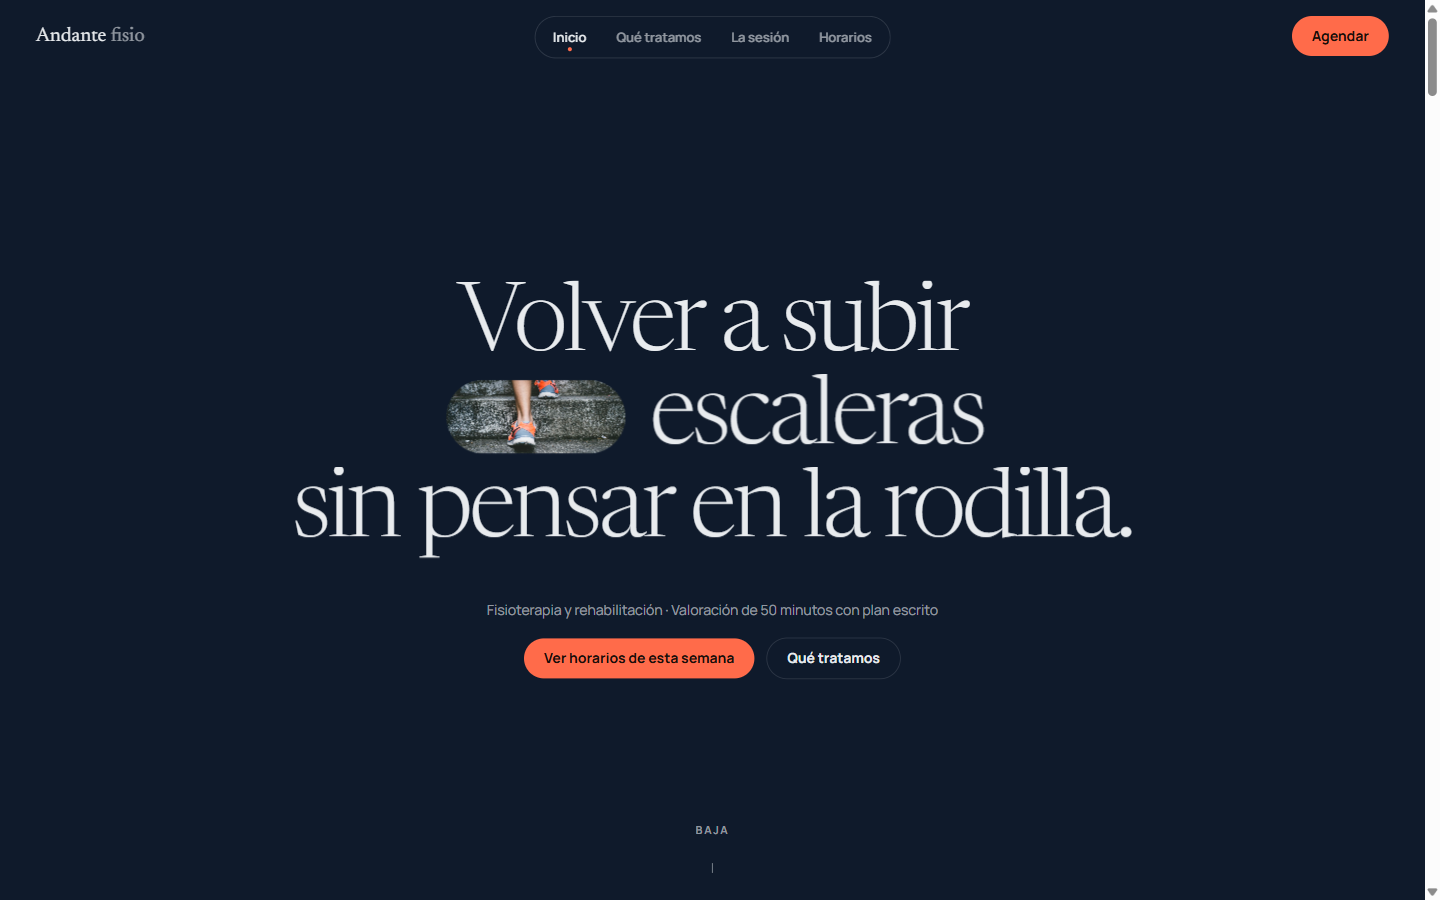 Andante fisio
Inicio
Qué tratamos
La sesión
Horarios
Agendar
Volver a subir
escaleras
sin pensar en la rodilla.
Fisioterapia y rehabilitación · Valoración de 50 minutos con plan escrito
Ver horarios de esta semana
Qué tratamos
BAJA